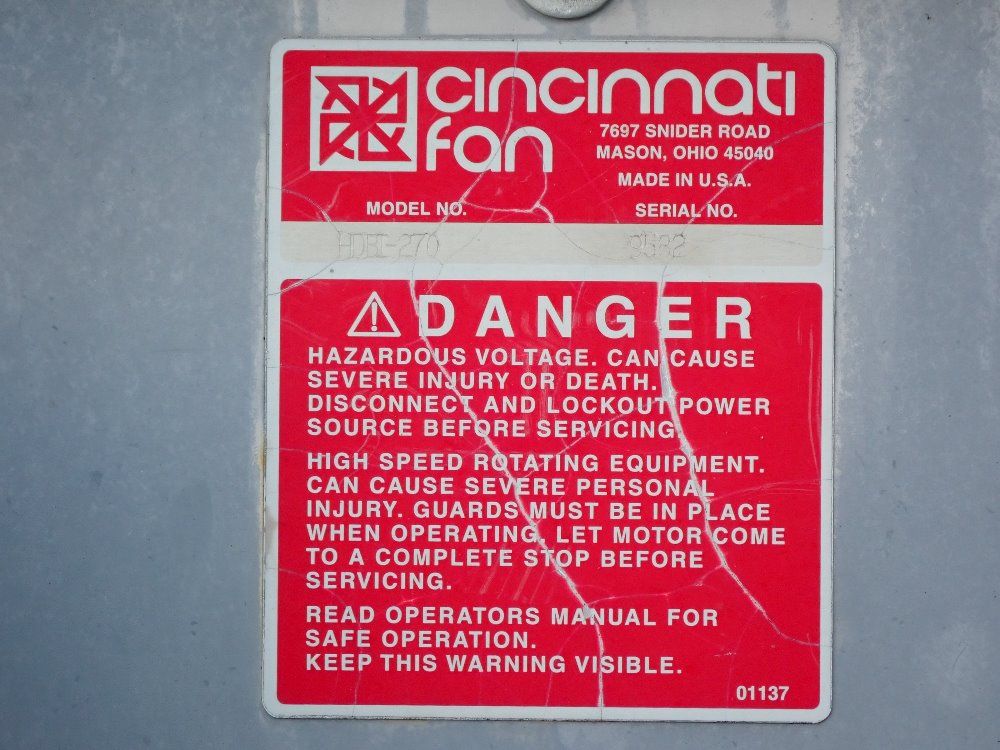 cincinnati
fan
7697 SNIDER ROAD
MASON, OHIO 45040
MADE IN U.S.A.
MODEL NO. SERIAL NO.
HDBI-270 9582
DANGER
HAZARDOUS VOLTAGE. CAN CAUSE
SEVERE INJURY OR DEATH.
DISCONNECT AND LOCKOUT POWER
SOURCE BEFORE SERVICING.
HIGH SPEED ROTATING EQUIPMENT.
CAN CAUSE SEVERE PERSONAL
INJURY. GUARDS MUST BE IN PLACE
WHEN OPERATING. LET MOTOR COME
TO A COMPLETE STOP BEFORE
SERVICING.
READ OPERATORS MANUAL FOR
SAFE OPERATION.
KEEP THIS WARNING VISIBLE.
01137